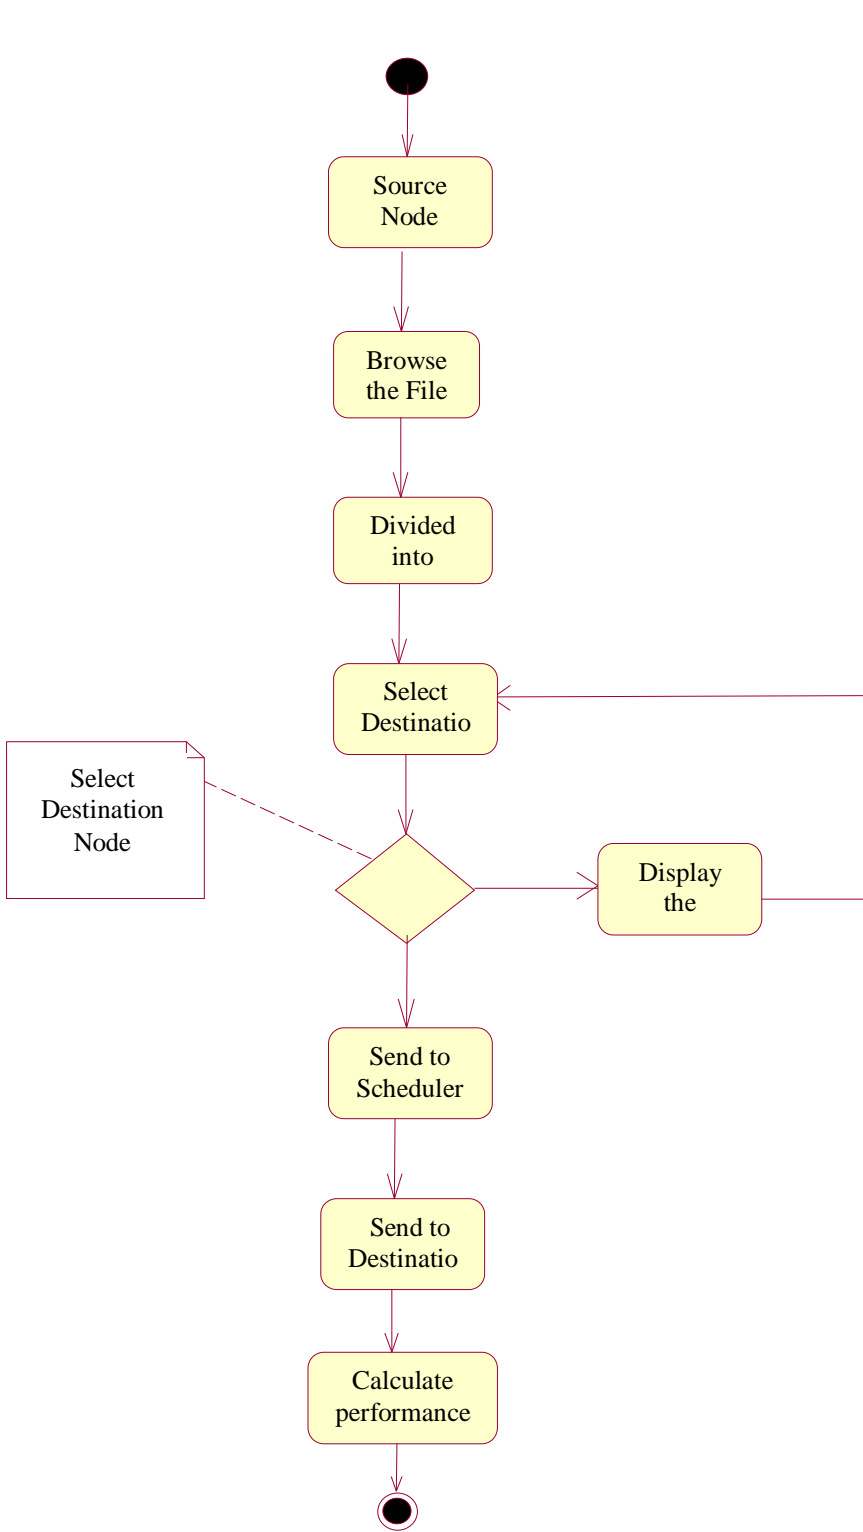 Source
Node
Browse
the File
Divided
into
Select
Destinatio
Select
Destination
Node
Display
the
Send to
Scheduler
Send to
Destinatio
Calculate
performance